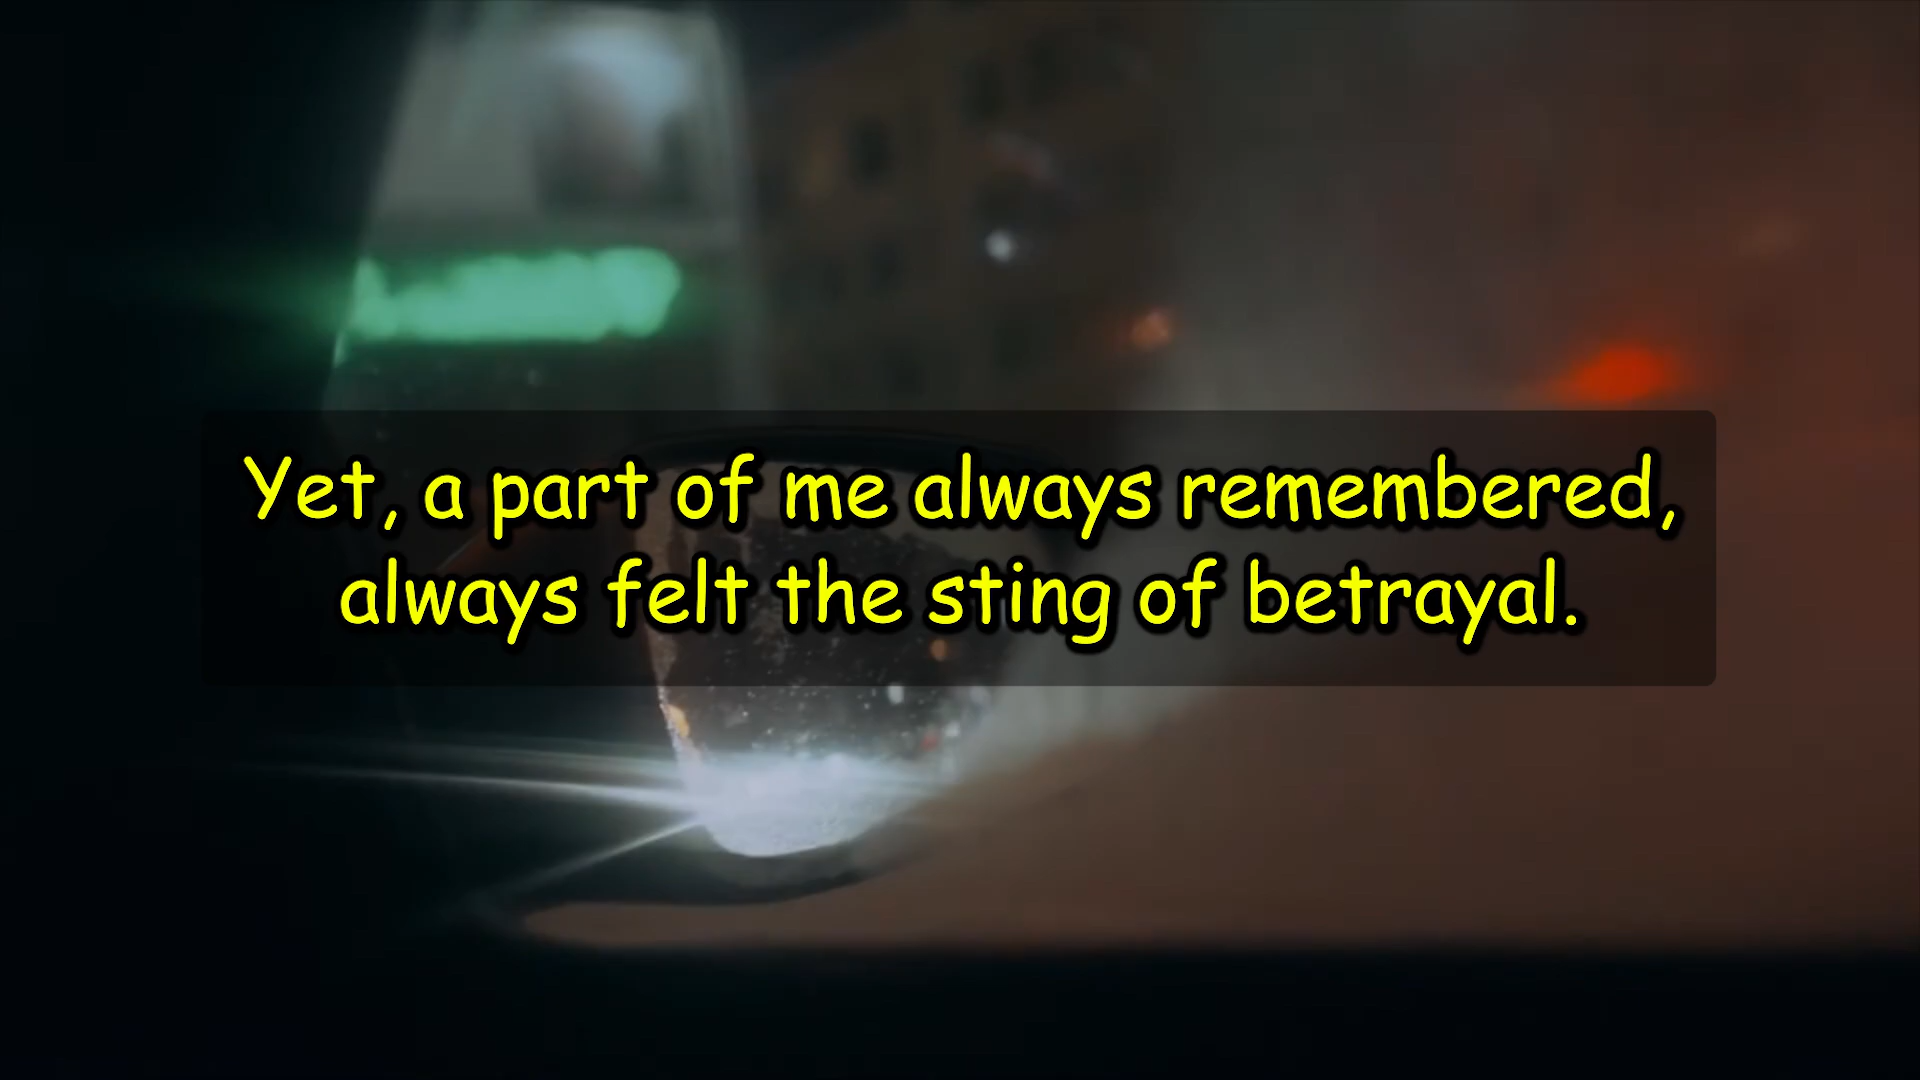 Yet, a part of me always remembered,
always felt the sting of betrayal.